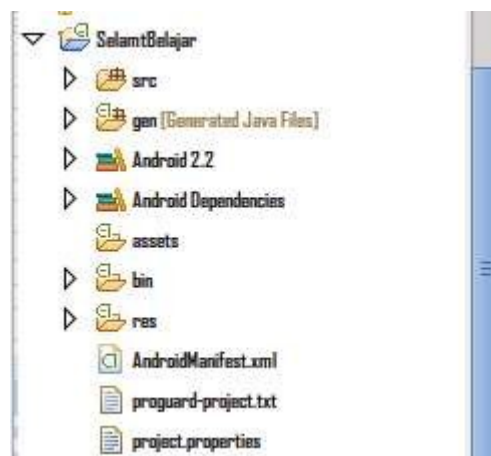 SelamtBelajar
src
gen [Generated Java Files]
Android 2.2
Android Dependencies
assets
bin
res
AndroidManifest.xml
proguard-project.txt
project.properties